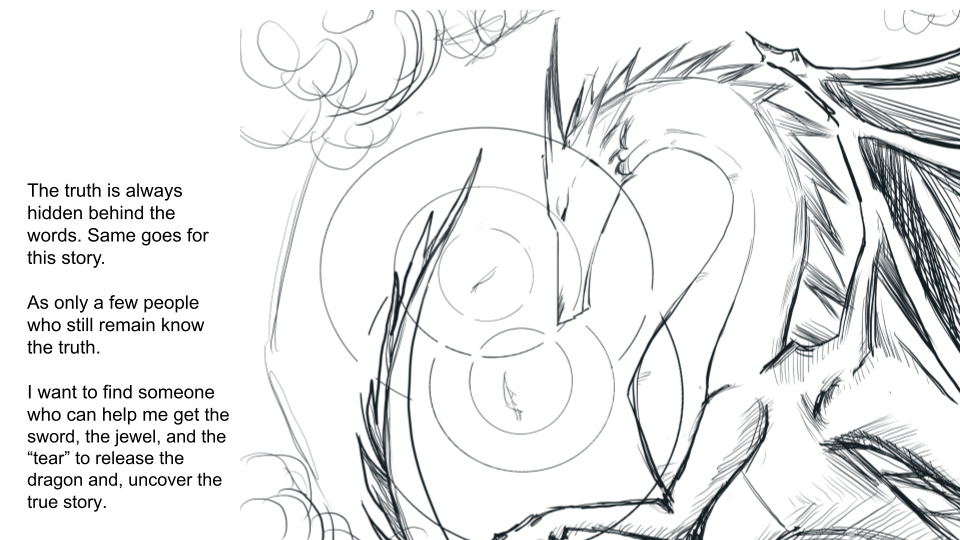 The truth is always
hidden behind the
words. Same goes for
this story.
As only a few people
who still remain know
the truth.
I want to find someone
who can help me get the
sword, the jewel, and the
“tear” to release the
dragon and, uncover the
true story.